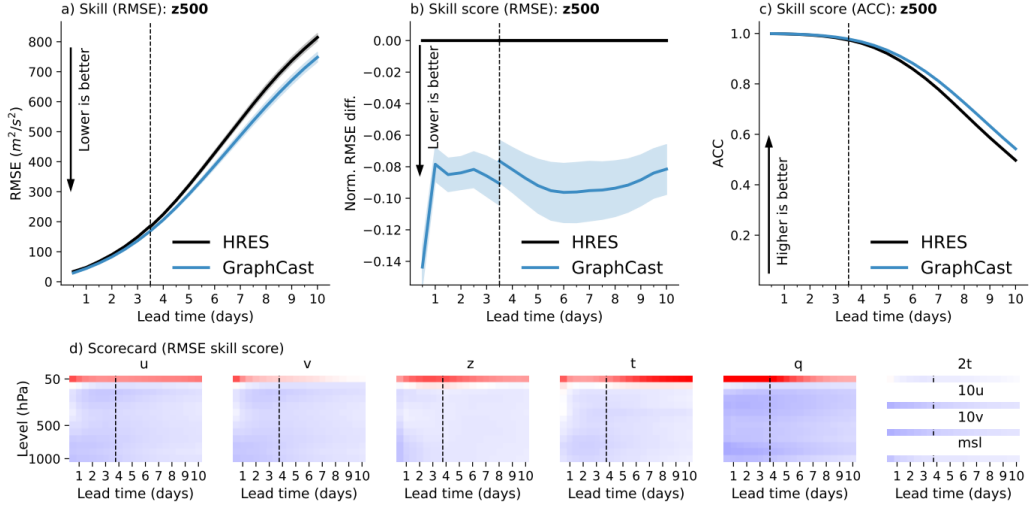 a) Skill (RMSE): z500
800
700
600
500
400
300
200
100
0
RMSE (m²/s²)
Lower is better
HRES
GraphCast
1 2 3 4 5 6 7 8 9 10
Lead time (days)
b) Skill score (RMSE): z500
0.00
−0.02
−0.04
−0.06
−0.08
−0.10
−0.12
−0.14
Norm. RMSE diff.
Lower is better
HRES
GraphCast
1 2 3 4 5 6 7 8 9 10
Lead time (days)
c) Skill score (ACC): z500
1.0
0.8
0.6
0.4
0.2
ACC
Higher is better
HRES
GraphCast
1 2 3 4 5 6 7 8 9 10
Lead time (days)
d) Scorecard (RMSE skill score)
u
v
z
t
q
2t
10u
10v
msl
50
500
1000
Level (hPa)
1 2 3 4 5 6 7 8 9 10
Lead time (days)
1 2 3 4 5 6 7 8 9 10
Lead time (days)
1 2 3 4 5 6 7 8 9 10
Lead time (days)
1 2 3 4 5 6 7 8 9 10
Lead time (days)
1 2 3 4 5 6 7 8 9 10
Lead time (days)
1 2 3 4 5 6 7 8 9 10
Lead time (days)